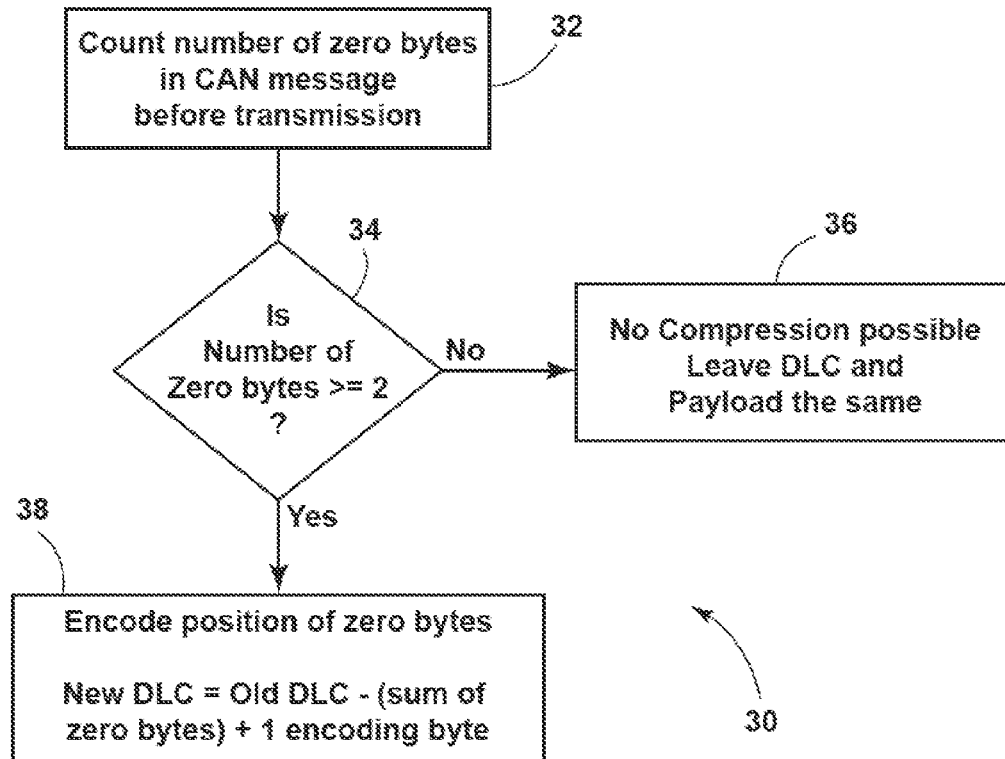 Count number of zero bytes
in CAN message
before transmission
32
34
Is
Number of
Zero bytes >= 2
?
No
36
No Compression possible
Leave DLC and
Payload the same
Yes
38
Encode position of zero bytes
New DLC = Old DLC - (sum of
zero bytes) + 1 encoding byte
30